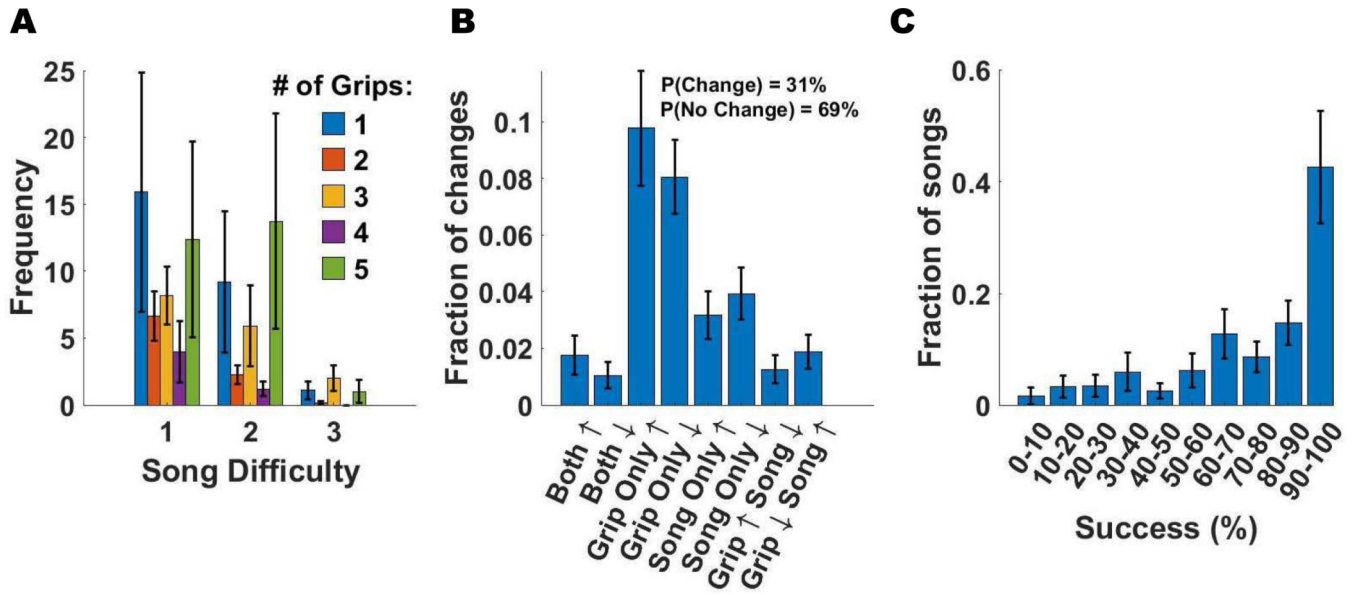 A
25
20
15
10
5
0
Frequency
# of Grips:
1
2
3
4
5
1 2 3
Song Difficulty
B
P(Change) = 31%
P(No Change) = 69%
0.1
0.08
0.06
0.04
0.02
0
Fraction of changes
Both ↑
Both ↓
Grip Only ↑
Grip Only ↓
Song Only ↑
Song Only ↓
Grip ↑ Song ↓
Grip ↓ Song ↑
C
0.6
0.4
0.2
0
Fraction of songs
0-10
10-20
20-30
30-40
40-50
50-60
60-70
70-80
80-90
90-100
Success (%)